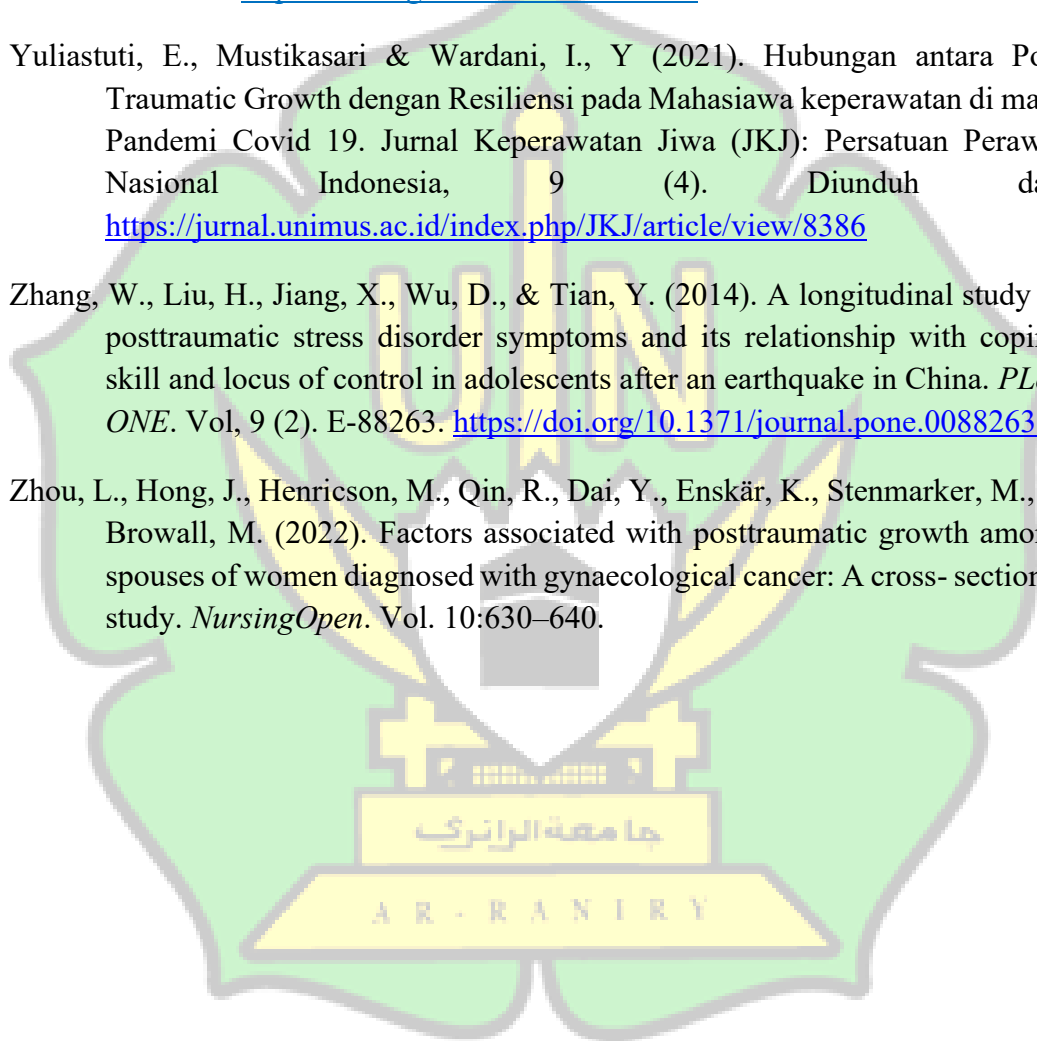 Yuliastuti, E., Mustikasari & Wardani, I., Y (2021). Hubungan antara Po
Traumatic Growth dengan Resiliensi pada Mahasiawa keperawatan di ma
Pandemi Covid 19. Jurnal Keperawatan Jiwa (JKJ): Persatuan Peraw
Nasional Indonesia, 9 (4). Diunduh da
https://jurnal.unimus.ac.id/index.php/JKJ/article/view/8386
Zhang, W., Liu, H., Jiang, X., Wu, D., & Tian, Y. (2014). A longitudinal study
posttraumatic stress disorder symptoms and its relationship with copi
skill and locus of control in adolescents after an earthquake in China. PL
ONE. Vol, 9 (2). E-88263. https://doi.org/10.1371/journal.pone.0088263
Zhou, L., Hong, J., Henricson, M., Qin, R., Dai, Y., Enskär, K., Stenmarker, M.,
Browall, M. (2022). Factors associated with posttraumatic growth amo
spouses of women diagnosed with gynaecological cancer: A cross- section
study. NursingOpen. Vol. 10:630–640.
UIN
جامعة الرانري
AR-RANIRY